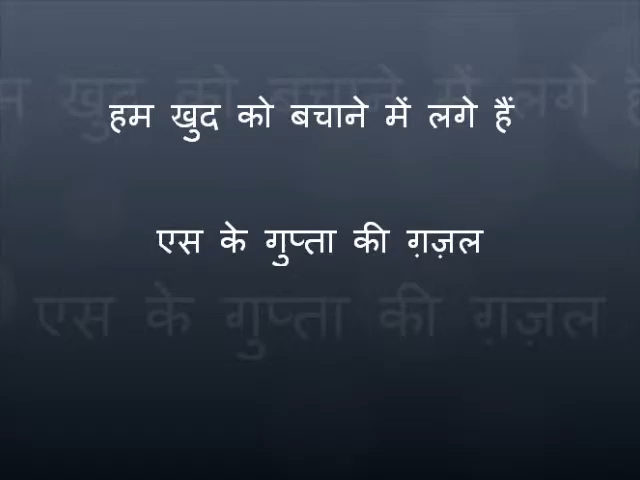 हम खुद को बचाने में लगे हैं
एस के गुप्ता की ग़ज़ल